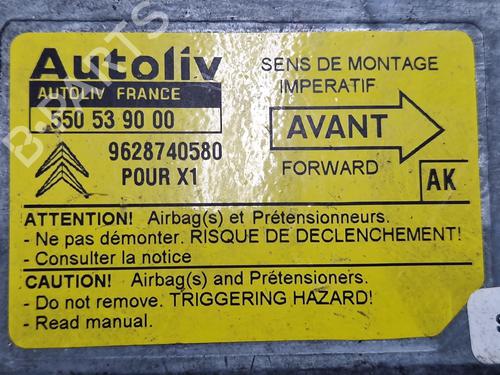 Autoliv
AUTOLIV FRANCE
550 53 90 00
9628740580
POUR X1
SENS DE MONTAGE
IMPERATIF
AVANT
FORWARD
AK
ATTENTION! Airbag(s) et Prétensionneurs.
- Ne pas démonter. RISQUE DE DECLENCHEMENT!
- Consulter la notice
CAUTION! Airbag(s) and Prétensioners.
- Do not remove. TRIGGERING HAZARD!
- Read manual.
B-PARTS